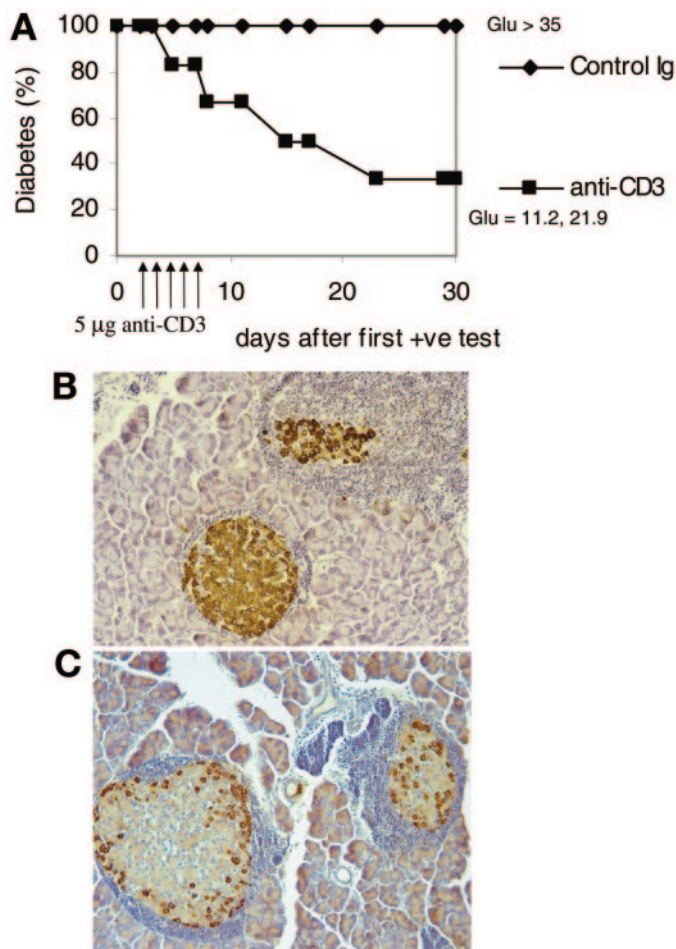 A
Diabetes (%)
100
80
60
40
20
0
0
10
20
30
5 µg anti-CD3
days after first +ve test
Glu > 35
Control Ig
anti-CD3
Glu = 11.2, 21.9
B
C